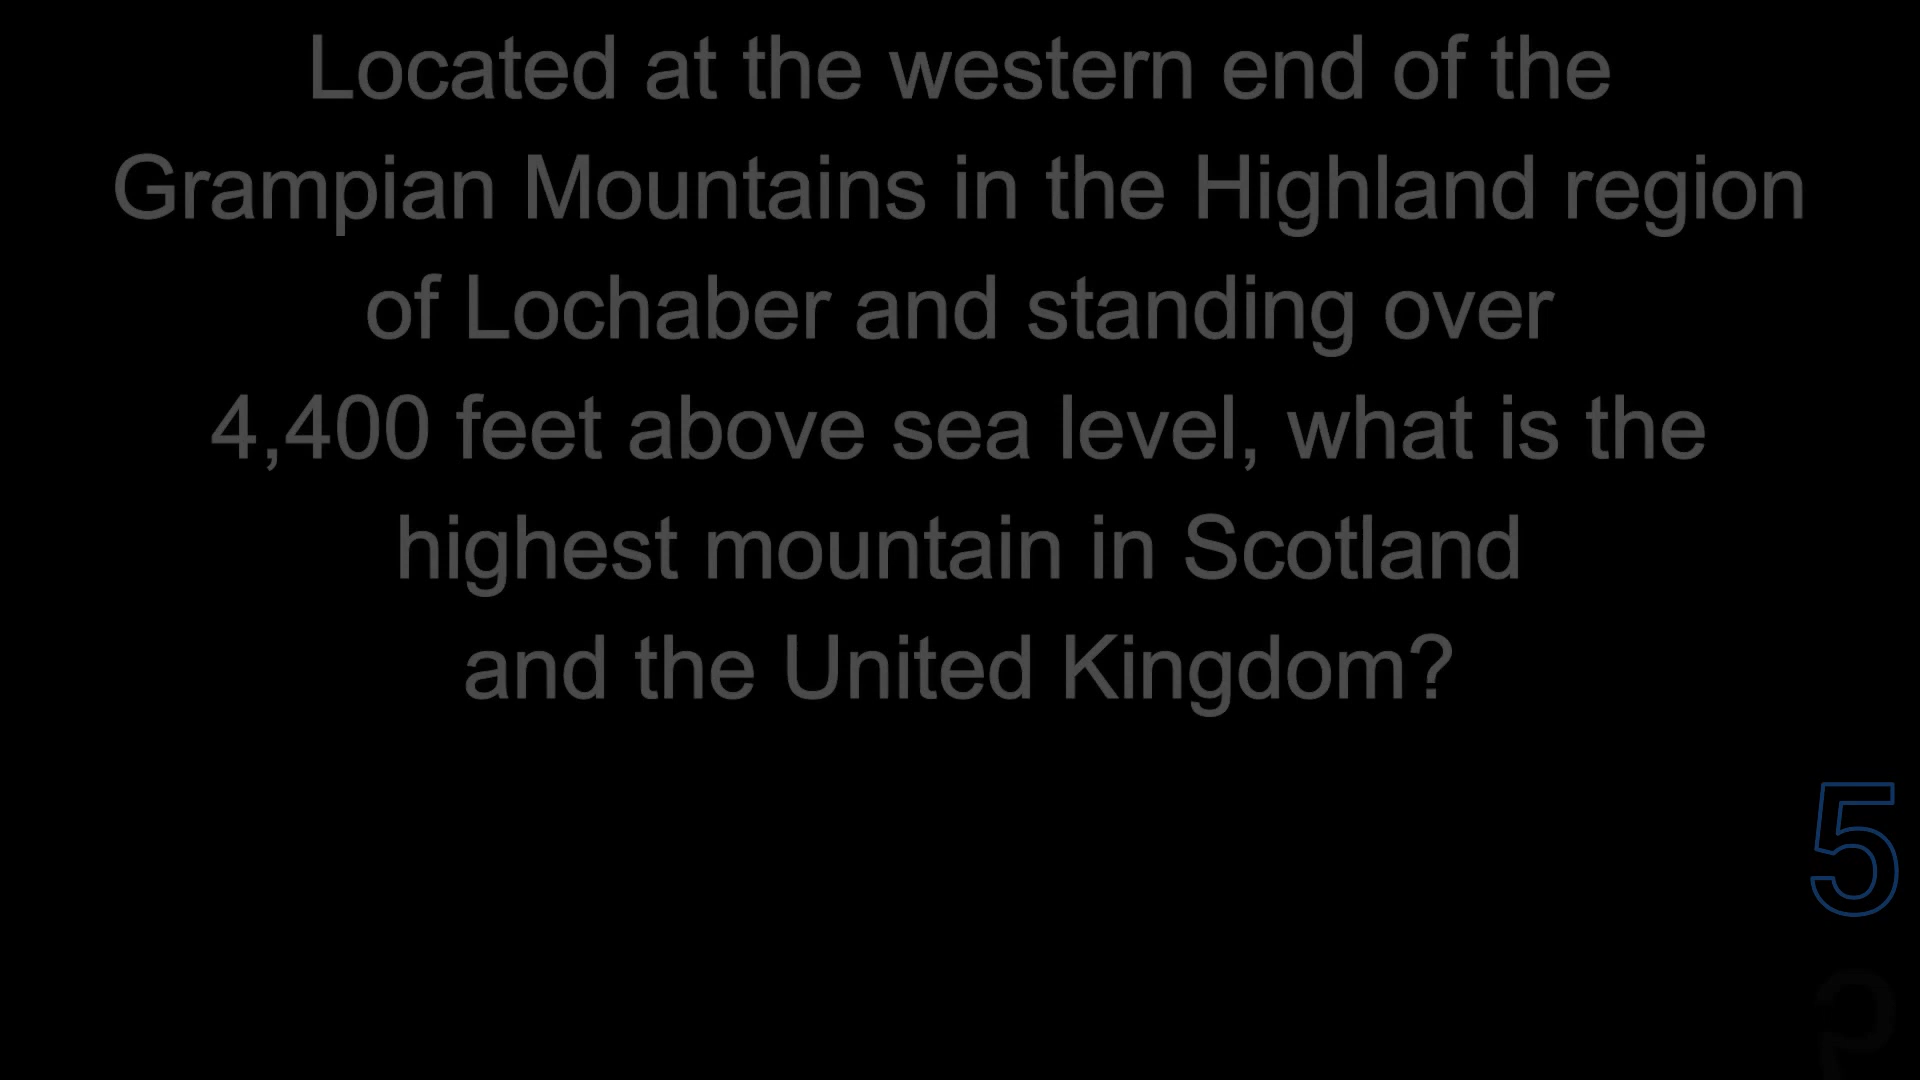 Located at the western end of the
Grampian Mountains in the Highland region
of Lochaber and standing over
4,400 feet above sea level, what is the
highest mountain in Scotland
and the United Kingdom?
5